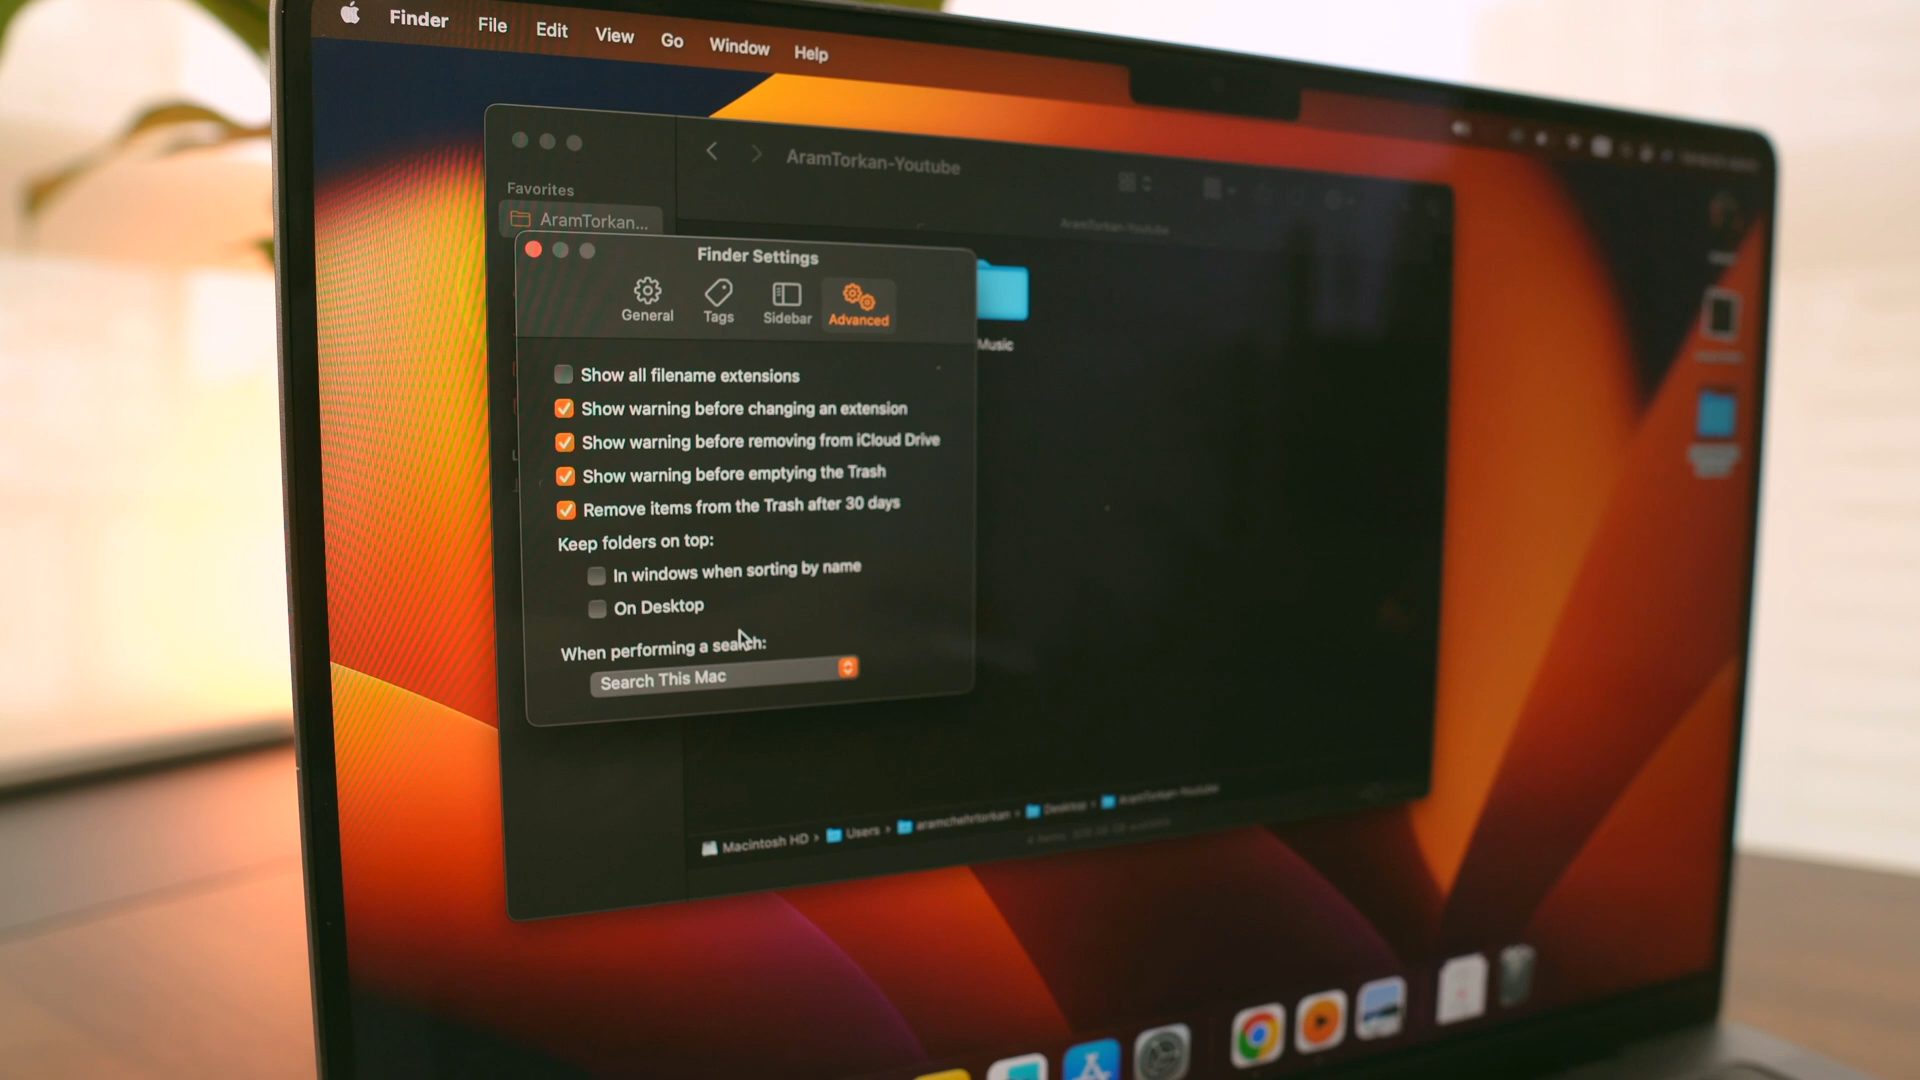 Finder File Edit View Go Window Help
AramTorkan-Youtube
Favorites
AramTorkan...
AramTorkan-Youtube
Finder Settings
General Tags Sidebar Advanced
Music
Show all filename extensions
Show warning before changing an extension
Show warning before removing from iCloud Drive
Show warning before emptying the Trash
Remove items from the Trash after 30 days
Keep folders on top:
In windows when sorting by name
On Desktop
When performing a search:
Search This Mac
Macintosh HD › Users › aramchehrtorkan › Desktop › AramTorkan-Youtube